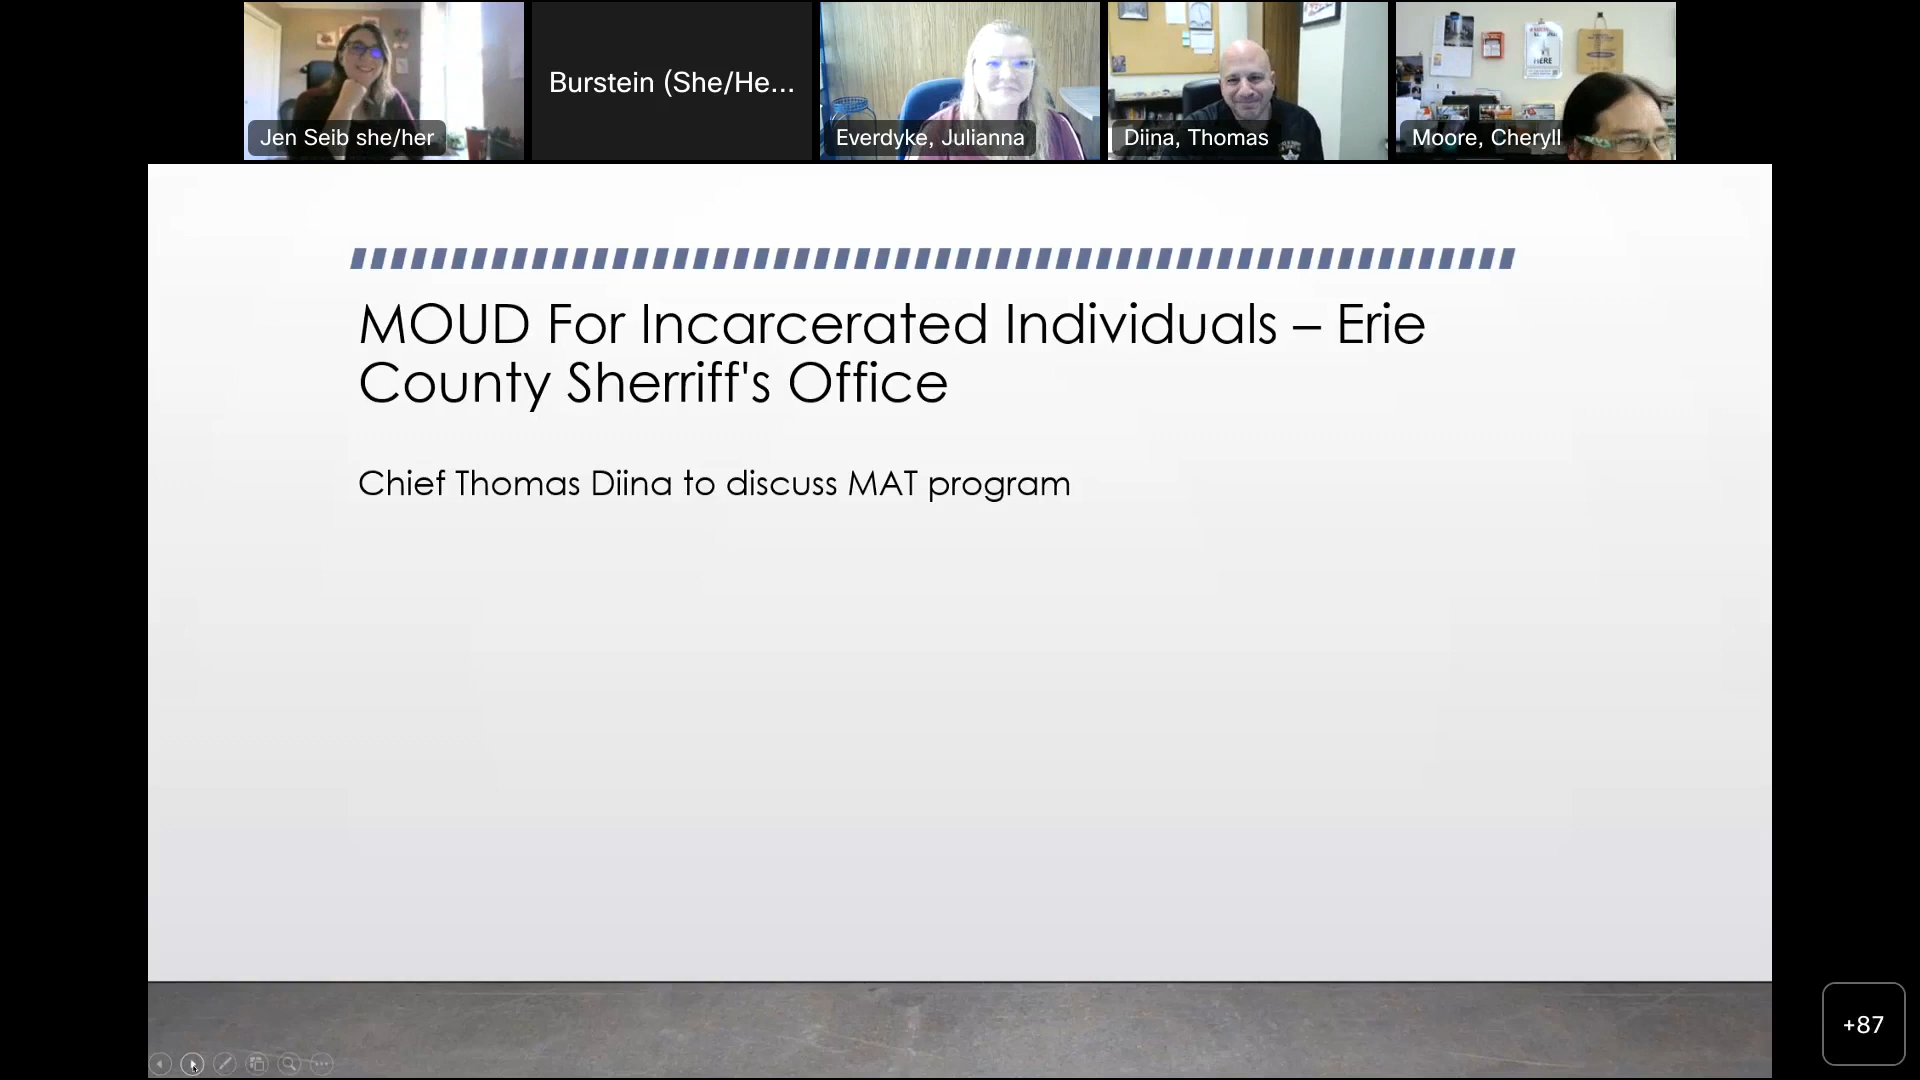 Jen Seib she/her
Burstein (She/He...
Everdyke, Julianna
Diina, Thomas
Moore, Cheryll
HERE
MOUD For Incarcerated Individuals – Erie
County Sherriff's Office
Chief Thomas Diina to discuss MAT program
+87